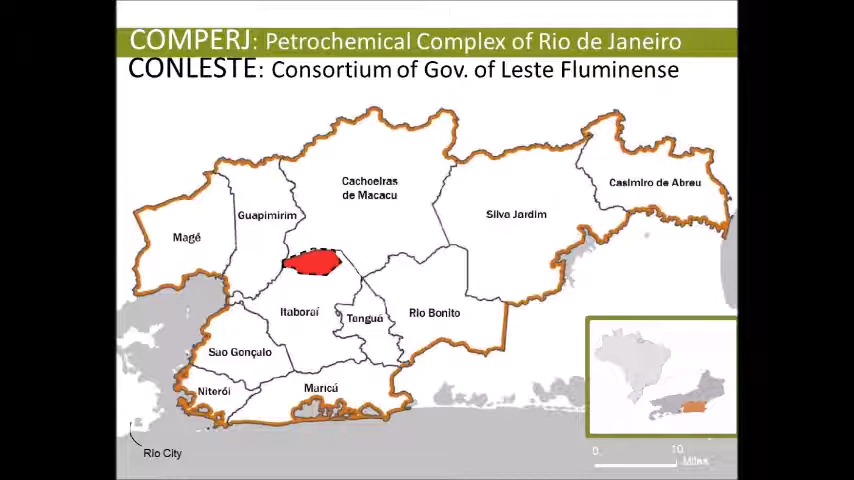 COMPERJ: Petrochemical Complex of Rio de Janeiro
CONLESTE: Consortium of Gov. of Leste Fluminense
Cachoeiras
de Macacu
Casimiro de Abreu
Guapimirim
Silva Jardim
Magé
Itaboraí
Tanguá
Rio Bonito
Sao Gonçalo
Niterói
Maricá
Rio City
0 10
Miles